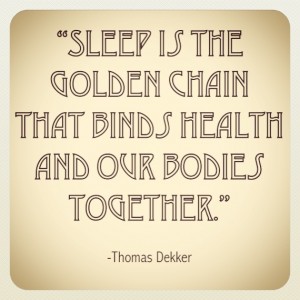 “SLEEP IS THE
GOLDEN CHAIN
THAT BINDS HEALTH
AND OUR BODIES
TOGETHER.”
-Thomas Dekker